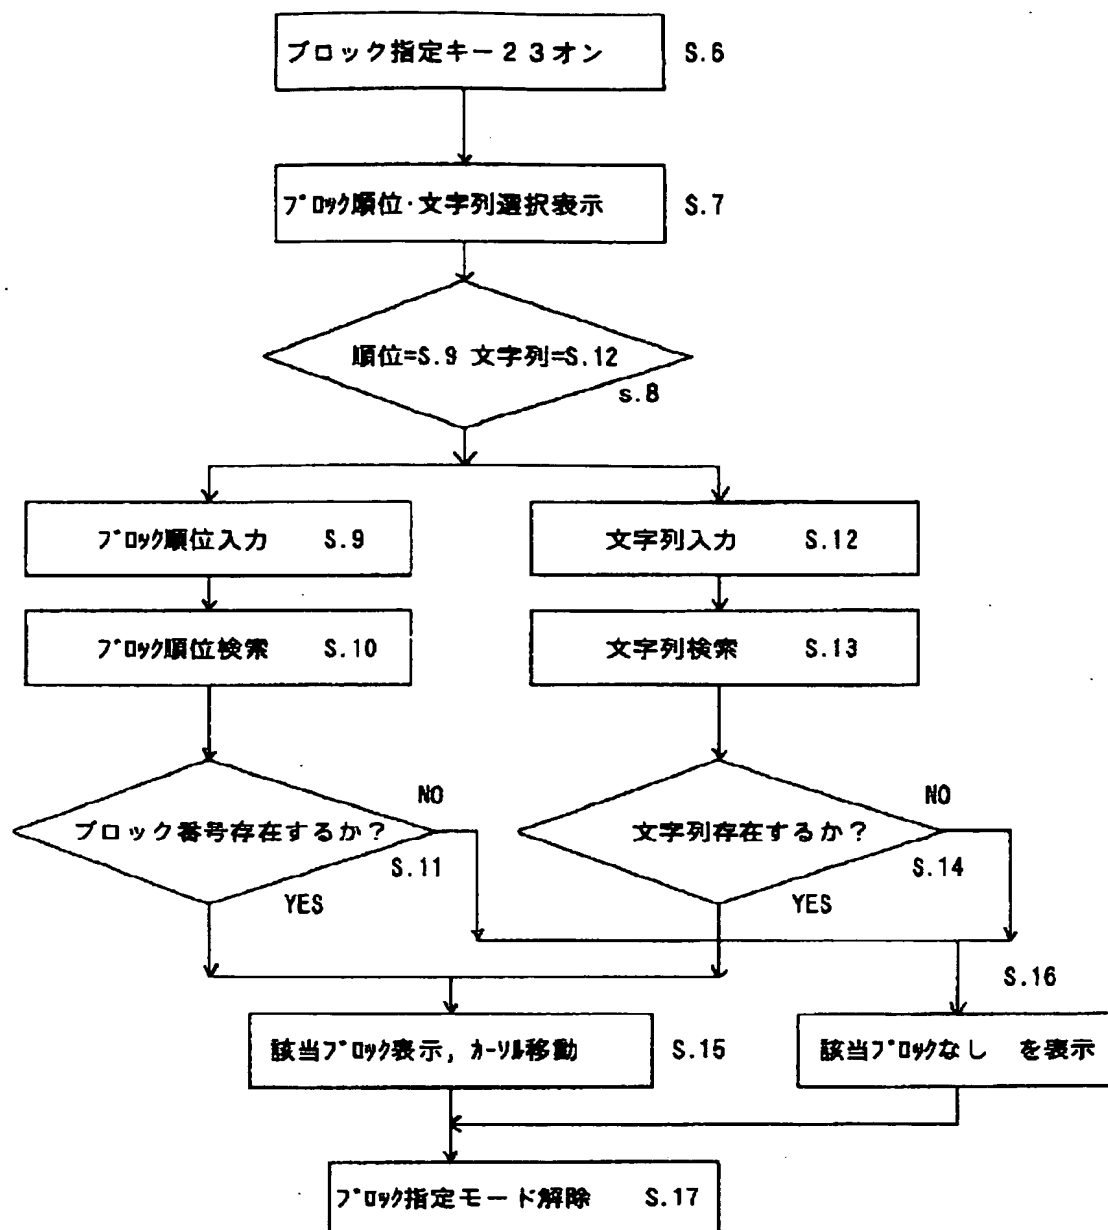 ブロック指定キー２３オン S.6
ﾌﾞﾛｯｸ順位･文字列選択表示 S.7
順位=S.9 文字列=S.12
s.8
ﾌﾞﾛｯｸ順位入力 S.9
文字列入力 S.12
ﾌﾞﾛｯｸ順位検索 S.10
文字列検索 S.13
NO
NO
ブロック番号存在するか？
文字列存在するか？
S.11
S.14
YES
YES
S.16
該当ﾌﾞﾛｯｸ表示, ｶｰｿﾙ移動 S.15
該当ﾌﾞﾛｯｸなし を表示
ﾌﾞﾛｯｸ指定モード解除 S.17